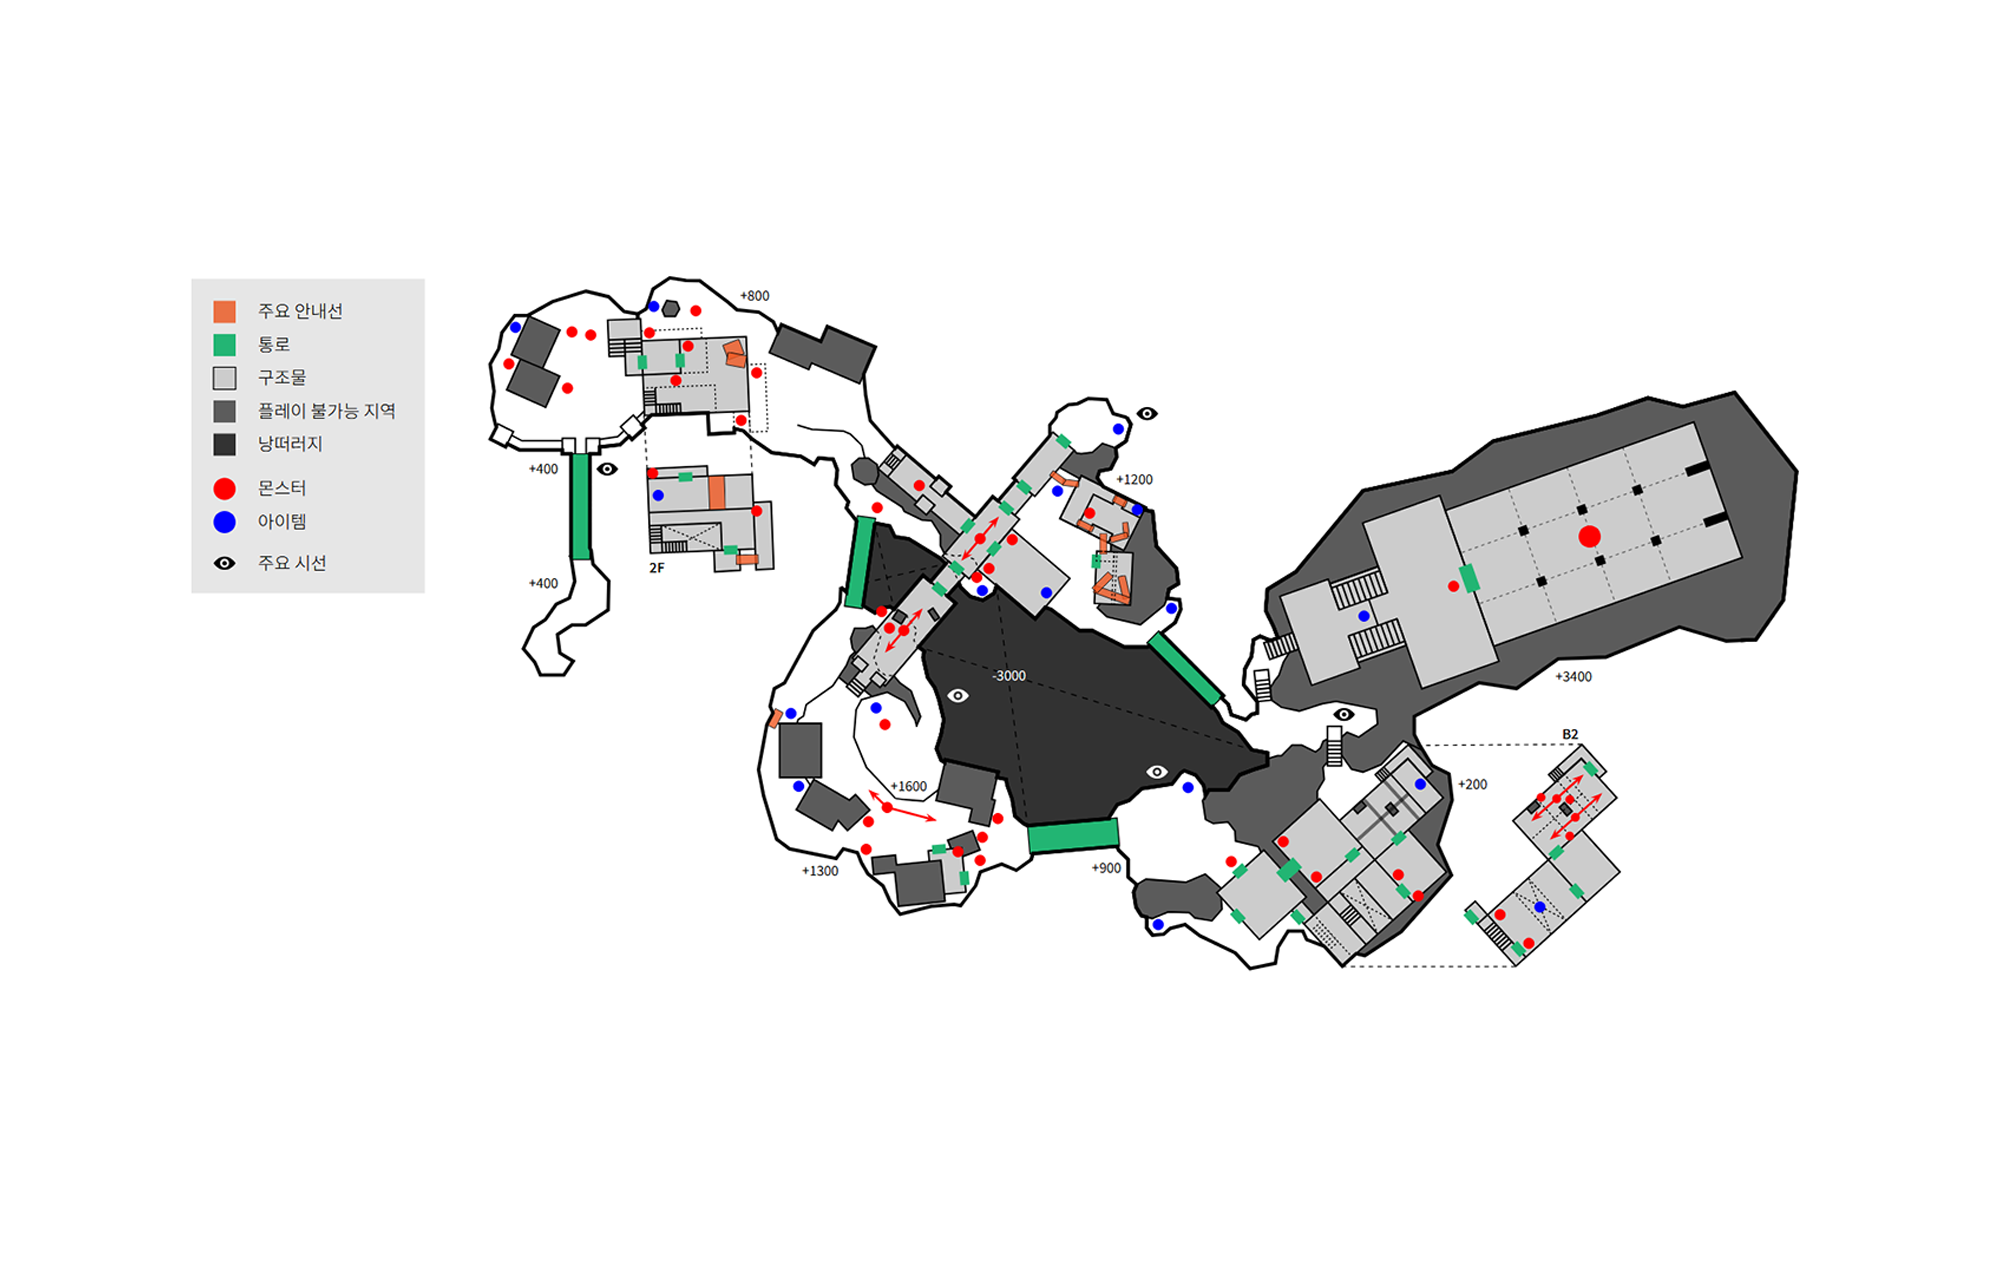 주요 안내선
통로
구조물
플레이 불가능 지역
낭떠러지
몬스터
아이템
주요 시선
+800
+400
+400
2F
+1200
-3000
+3400
B2
+200
+1600
+1300
+900